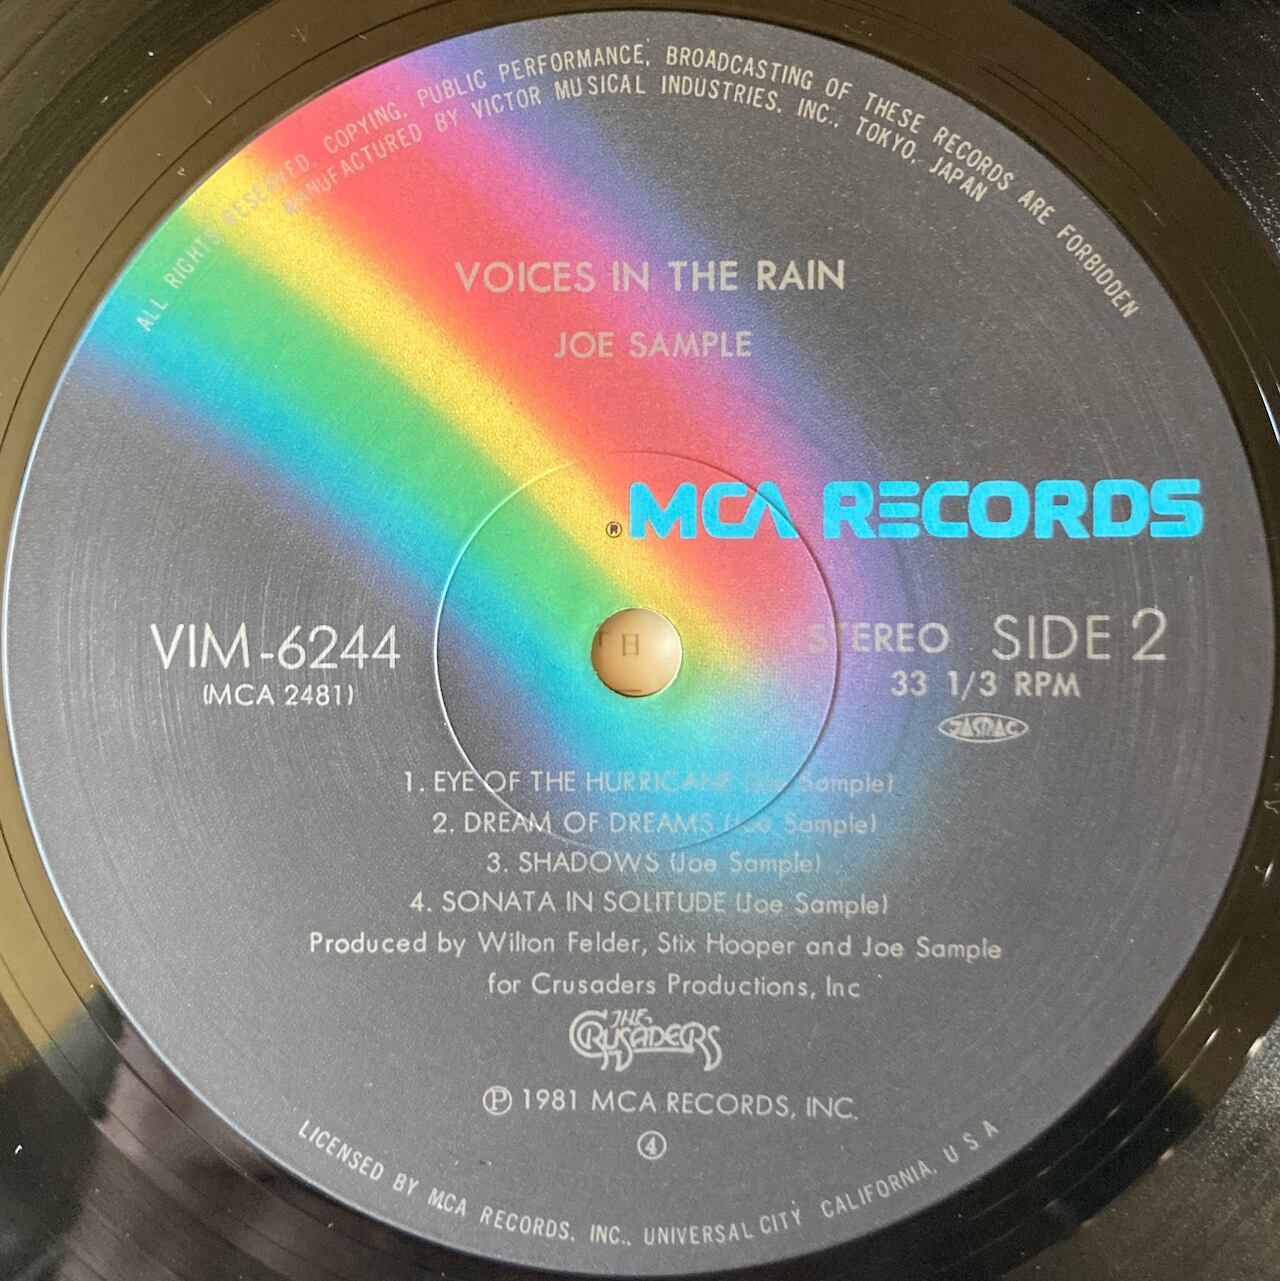 ALL RIGHTS RESERVED. COPYING, PUBLIC PERFORMANCE, BROADCASTING OF THESE RECORDS ARE FORBIDDEN
MANUFACTURED BY VICTOR MUSICAL INDUSTRIES, INC., TOKYO, JAPAN
VOICES IN THE RAIN
JOE SAMPLE
® MCA RECORDS
VIM-6244
(MCA 2481)
STEREO SIDE 2
33 1/3 RPM
JASRAC
日
1. EYE OF THE HURRICANE (Joe Sample)
2. DREAM OF DREAMS (Joe Sample)
3. SHADOWS (Joe Sample)
4. SONATA IN SOLITUDE (Joe Sample)
Produced by Wilton Felder, Stix Hooper and Joe Sample
for Crusaders Productions, Inc
THE CRUSADERS
Ⓟ 1981 MCA RECORDS, INC.
④
LICENSED BY MCA RECORDS, INC., UNIVERSAL CITY CALIFORNIA, U S A